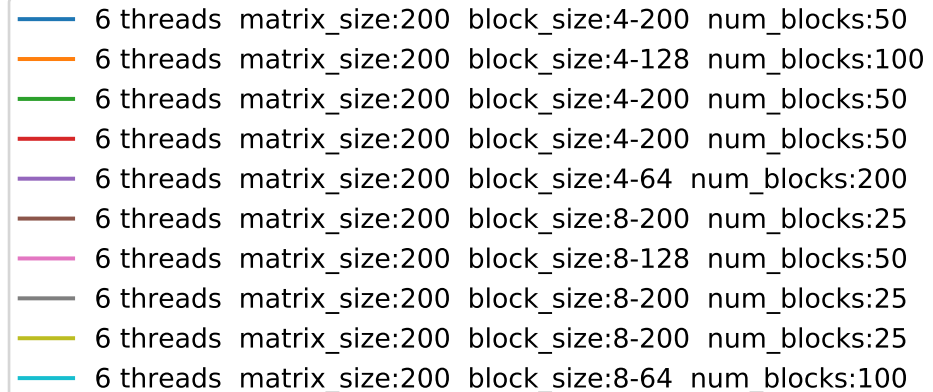 6 threads matrix_size:200 block_size:4-200 num_blocks:50
6 threads matrix_size:200 block_size:4-128 num_blocks:100
6 threads matrix_size:200 block_size:4-200 num_blocks:50
6 threads matrix_size:200 block_size:4-200 num_blocks:50
6 threads matrix_size:200 block_size:4-64 num_blocks:200
6 threads matrix_size:200 block_size:8-200 num_blocks:25
6 threads matrix_size:200 block_size:8-128 num_blocks:50
6 threads matrix_size:200 block_size:8-200 num_blocks:25
6 threads matrix_size:200 block_size:8-200 num_blocks:25
6 threads matrix_size:200 block_size:8-64 num_blocks:100